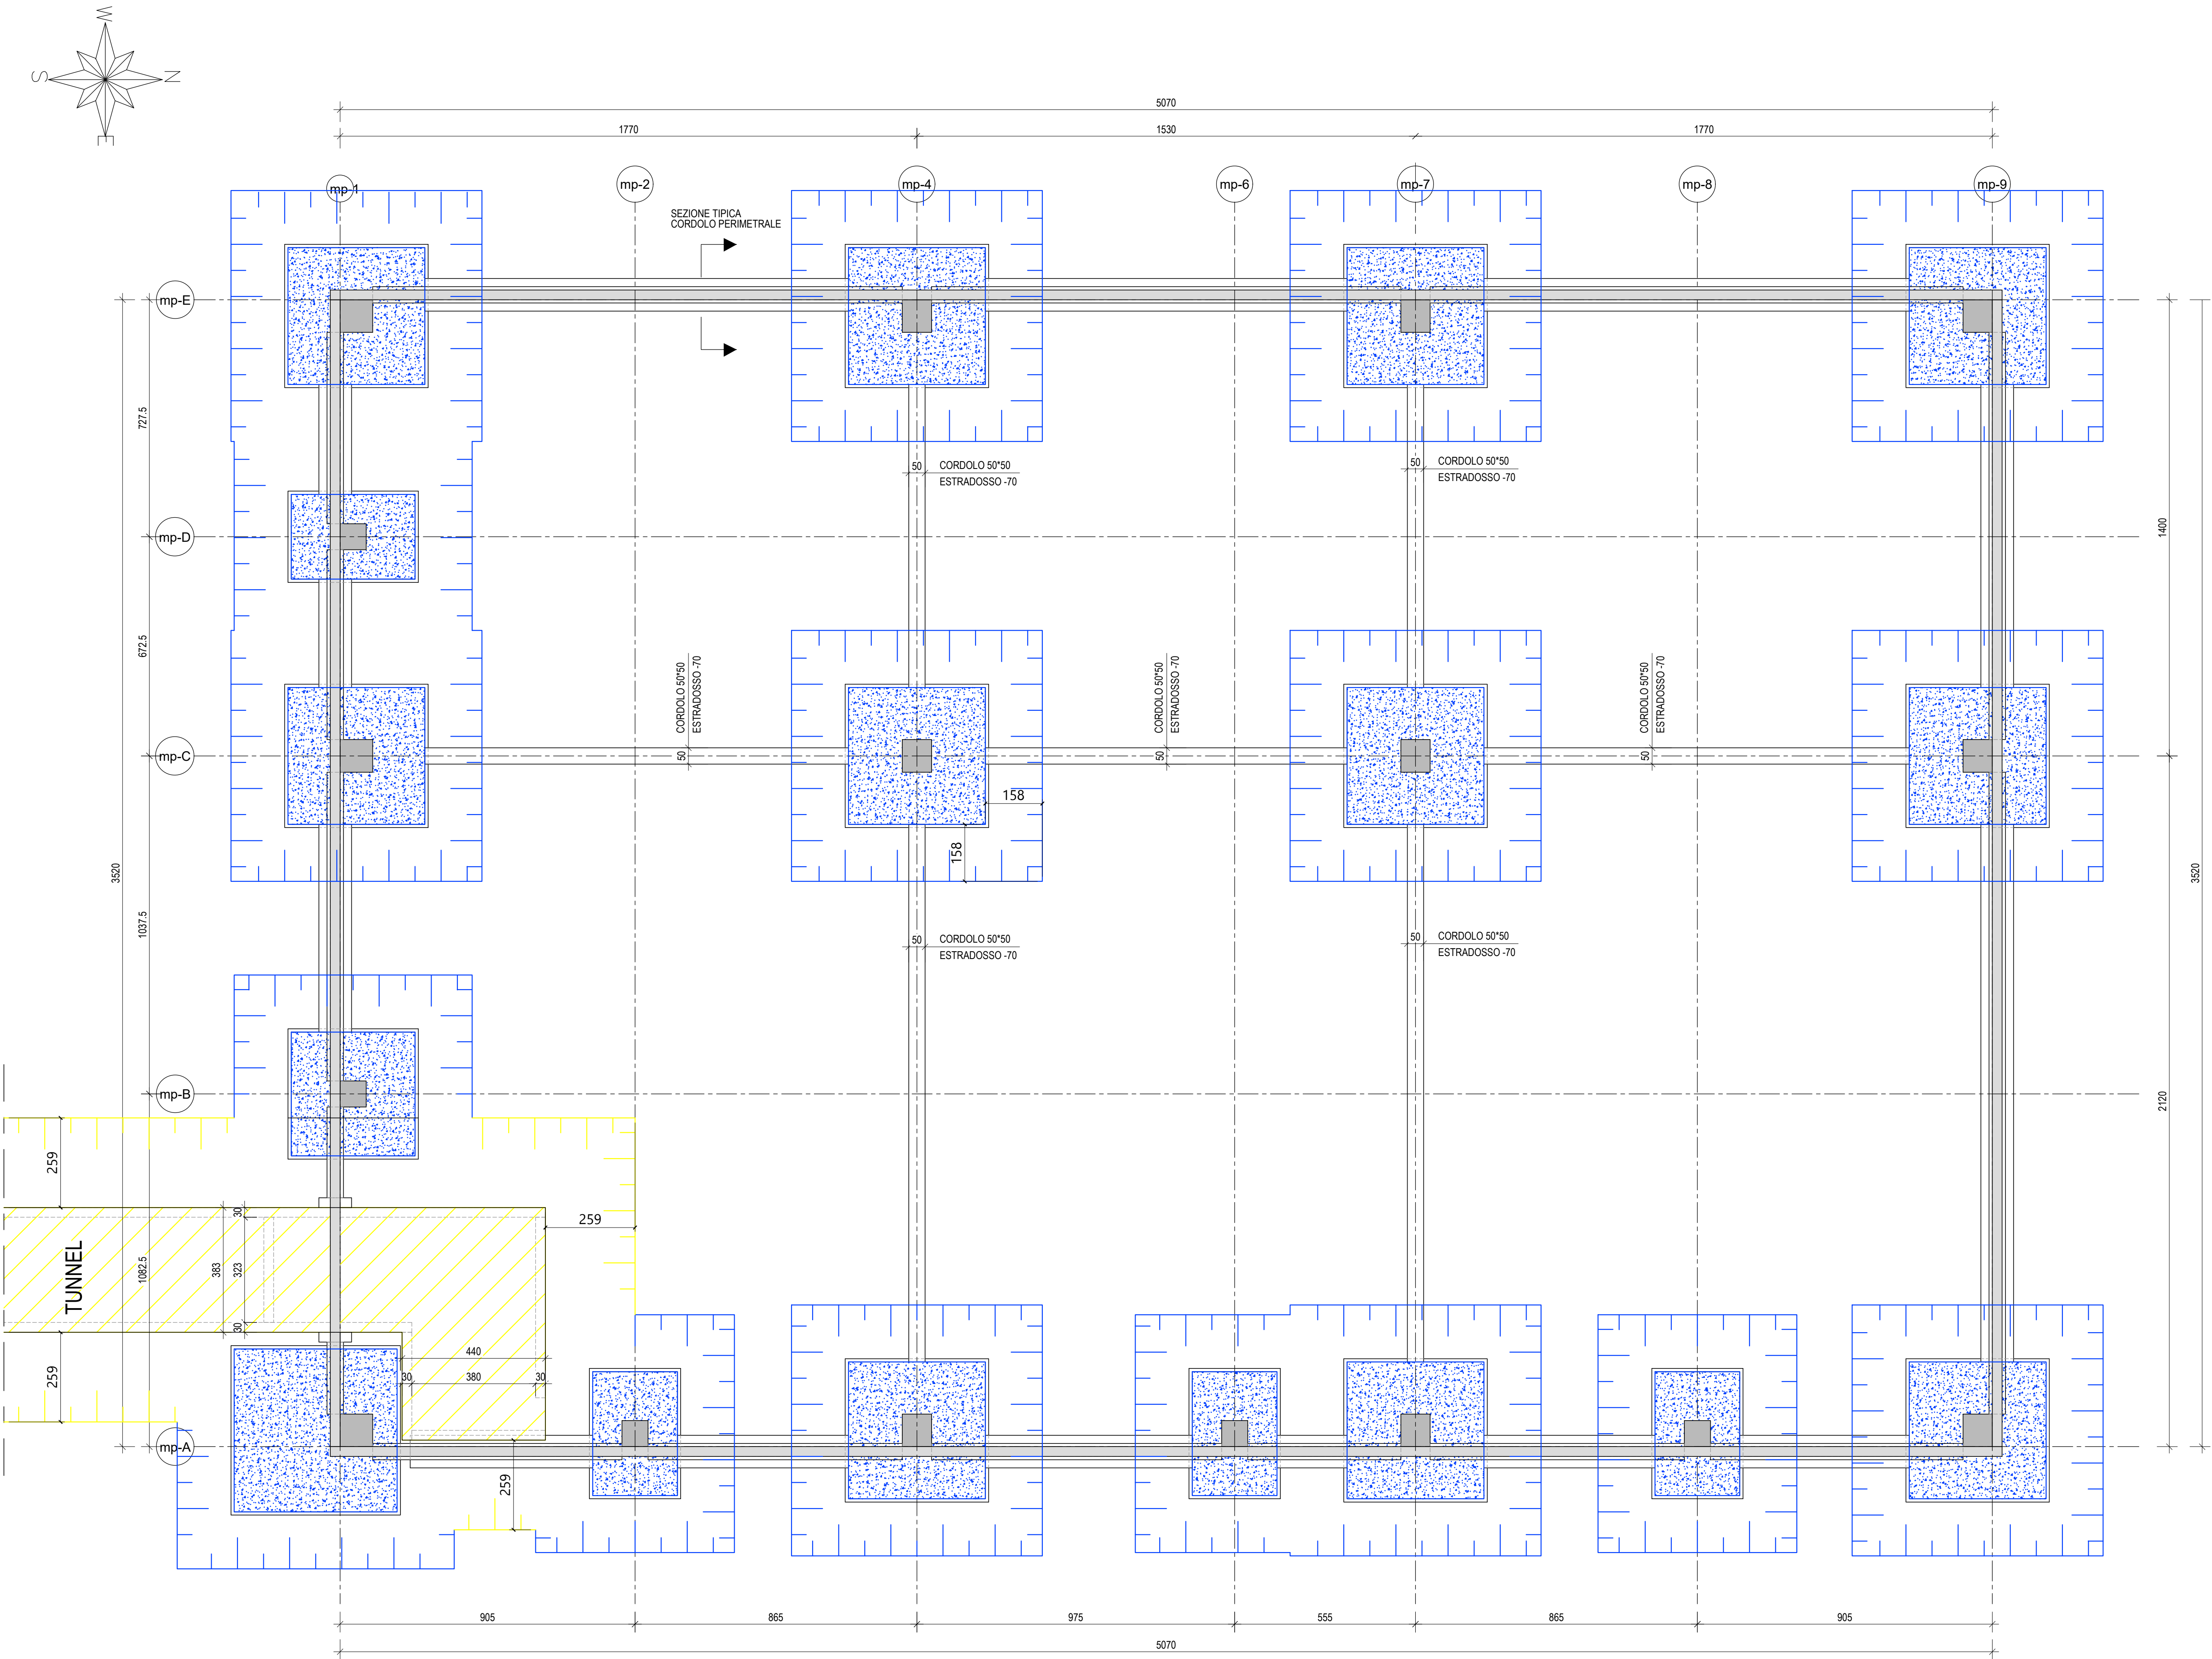 W
S
N
E
5070
1770
1530
1770
mp-1
mp-2
mp-4
mp-6
mp-7
mp-8
mp-9
SEZIONE TIPICA
CORDOLO PERIMETRALE
mp-E
727.5
50
CORDOLO 50*50
ESTRADOSSO -70
50
CORDOLO 50*50
ESTRADOSSO -70
1400
mp-D
672.5
CORDOLO 50*50
ESTRADOSSO -70
50
CORDOLO 50*50
ESTRADOSSO -70
50
CORDOLO 50*50
ESTRADOSSO -70
50
mp-C
158
158
3520
3520
1037.5
50
CORDOLO 50*50
ESTRADOSSO -70
50
CORDOLO 50*50
ESTRADOSSO -70
mp-B
2120
259
30
259
TUNNEL
1082.5
383
323
30
440
259
30
380
30
mp-A
259
905
865
975
555
865
905
5070